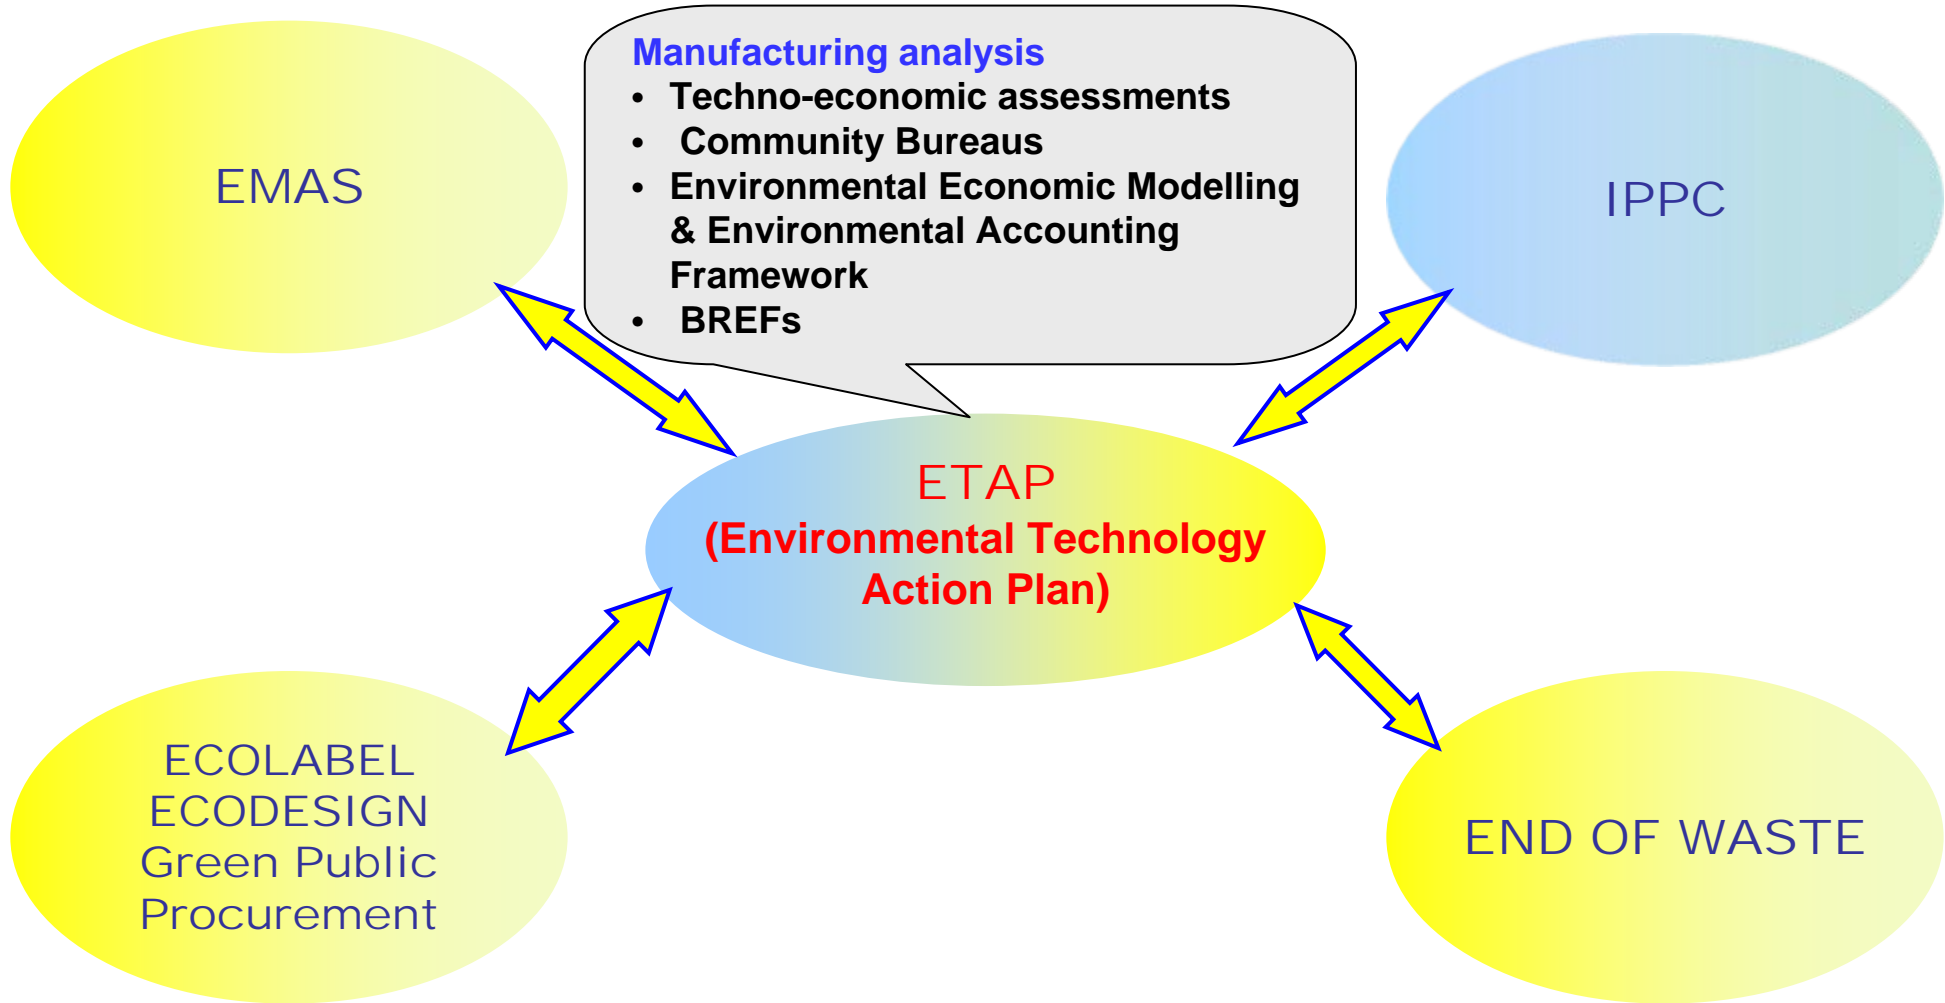 EMAS
Manufacturing analysis
• Techno-economic assessments
• Community Bureaus
• Environmental Economic Modelling
& Environmental Accounting
Framework
• BREFs
IPPC
ETAP
(Environmental Technology
Action Plan)
ECOLABEL
ECODESIGN
Green Public
Procurement
END OF WASTE